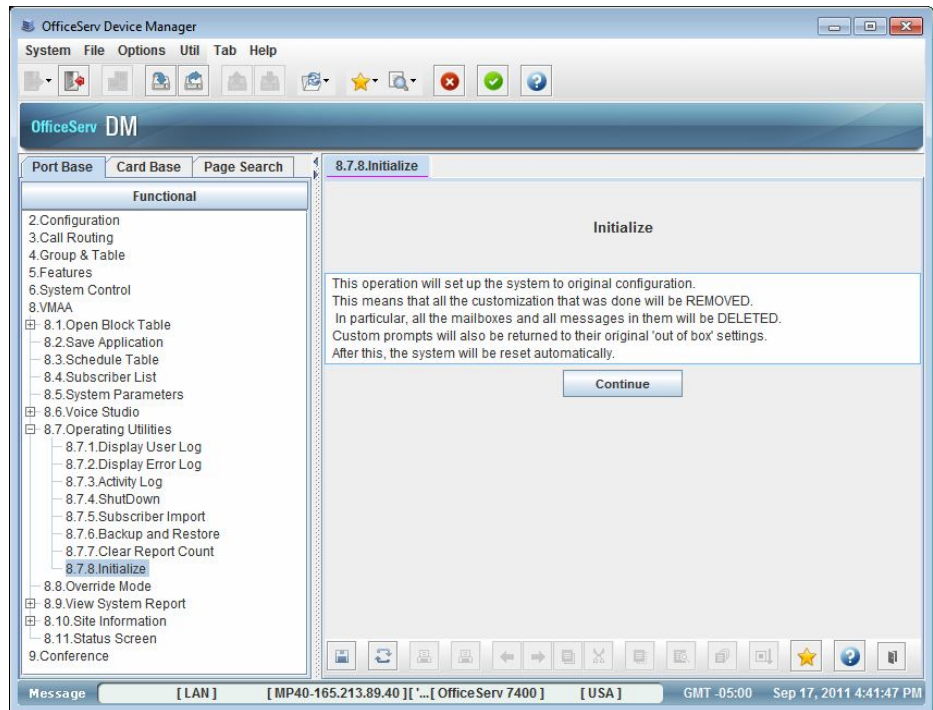 OfficeServ Device Manager
System File Options Util Tab Help
OfficeServ DM
Port Base Card Base Page Search
8.7.8.Initialize
Functional
2.Configuration
3.Call Routing
4.Group & Table
5.Features
6.System Control
8.VMAA
8.1.Open Block Table
8.2.Save Application
8.3.Schedule Table
8.4.Subscriber List
8.5.System Parameters
8.6.Voice Studio
8.7.Operating Utilities
8.7.1.Display User Log
8.7.2.Display Error Log
8.7.3.Activity Log
8.7.4.ShutDown
8.7.5.Subscriber Import
8.7.6.Backup and Restore
8.7.7.Clear Report Count
8.7.8.Initialize
8.8.Override Mode
8.9.View System Report
8.10.Site Information
8.11.Status Screen
9.Conference
Initialize
This operation will set up the system to original configuration.
This means that all the customization that was done will be REMOVED.
In particular, all the mailboxes and all messages in them will be DELETED.
Custom prompts will also be returned to their original 'out of box' settings.
After this, the system will be reset automatically.
Continue
Message [LAN] [MP40-165.213.89.40 ][ '...[ OfficeServ 7400 ] [USA] GMT -05:00 Sep 17, 2011 4:41:47 PM